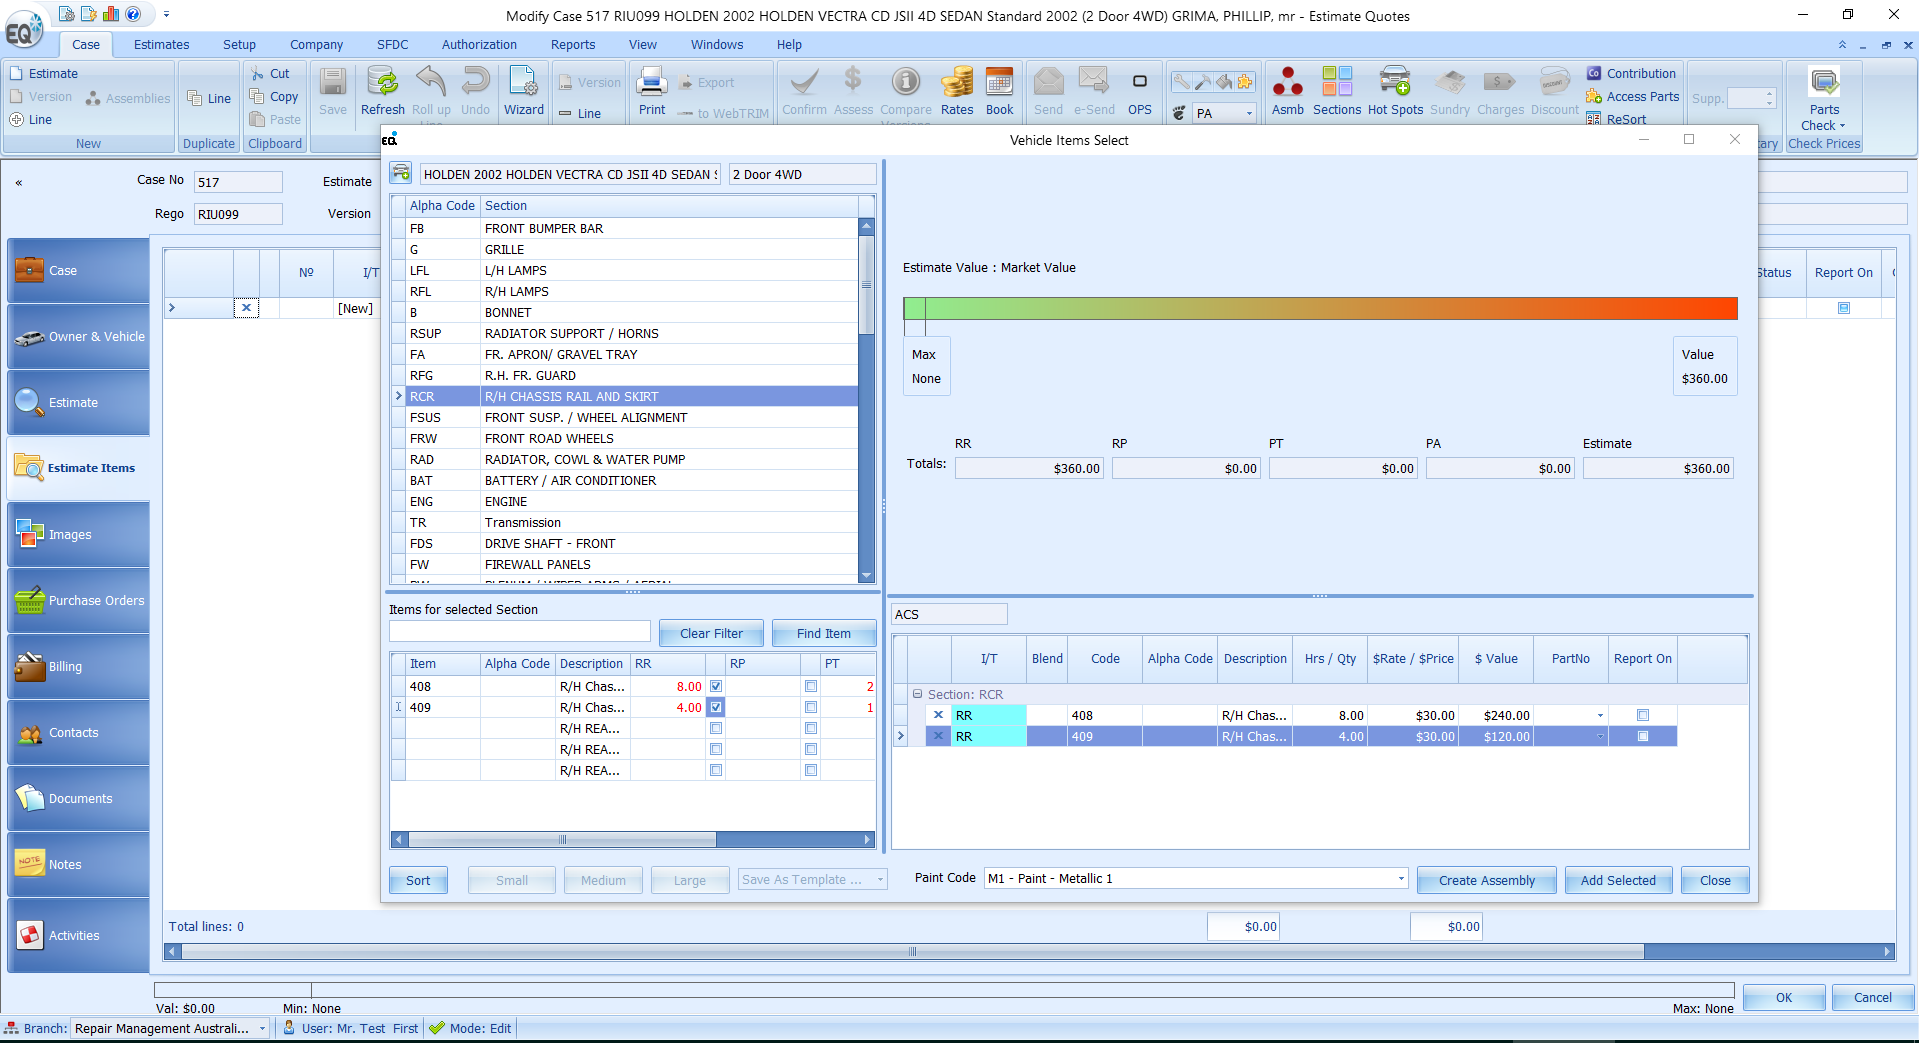 Modify Case 517 RIU099 HOLDEN 2002 HOLDEN VECTRA CD JSII 4D SEDAN Standard 2002 (2 Door 4WD) GRIMA, PHILLIP, mr - Estimate Quotes
EQ
Case Estimates Setup Company SFDC Authorization Reports View Windows Help
Estimate
Version Assemblies
Line
New
Line
Duplicate
Cut
Copy
Paste
Clipboard
Save Refresh Roll up Undo Wizard
Version
Line
Print Export
to WebTRIM
Confirm Assess Compare Rates Book
Send e-Send OPS
PA
Asmb Sections Hot Spots Sundry Charges Discount
Contribution
Access Parts
ReSort
Supp.
Parts
Check
Check Prices
«
Case No 517 Estimate
Rego RIU099 Version
Case
Owner & Vehicle
Estimate
Estimate Items
Images
Purchase Orders
Billing
Contacts
Documents
Notes
NOTE
Activities
Nº I/T
[New]
Status Report On
EQ Vehicle Items Select
HOLDEN 2002 HOLDEN VECTRA CD JSII 4D SEDAN S 2 Door 4WD
Alpha Code Section
FB FRONT BUMPER BAR
G GRILLE
LFL L/H LAMPS
RFL R/H LAMPS
B BONNET
RSUP RADIATOR SUPPORT / HORNS
FA FR. APRON/ GRAVEL TRAY
RFG R.H. FR. GUARD
RCR R/H CHASSIS RAIL AND SKIRT
FSUS FRONT SUSP. / WHEEL ALIGNMENT
FRW FRONT ROAD WHEELS
RAD RADIATOR, COWL & WATER PUMP
BAT BATTERY / AIR CONDITIONER
ENG ENGINE
TR Transmission
FDS DRIVE SHAFT - FRONT
FW FIREWALL PANELS
Items for selected Section
Clear Filter Find Item
Item Alpha Code Description RR RP PT
408 R/H Chas... 8.00 2
409 R/H Chas... 4.00 1
R/H REA...
R/H REA...
R/H REA...
Sort Small Medium Large Save As Template ...
Estimate Value : Market Value
Max
None
Value
$360.00
RR RP PT PA Estimate
Totals: $360.00 $0.00 $0.00 $0.00 $360.00
ACS
I/T Blend Code Alpha Code Description Hrs / Qty $Rate / $Price $ Value PartNo Report On
Section: RCR
RR 408 R/H Chas... 8.00 $30.00 $240.00
RR 409 R/H Chas... 4.00 $30.00 $120.00
Paint Code M1 - Paint - Metallic 1 Create Assembly Add Selected Close
Total lines: 0 $0.00 $0.00
Val: $0.00 Min: None Max: None
OK Cancel
Branch: Repair Management Australi... User: Mr. Test First Mode: Edit